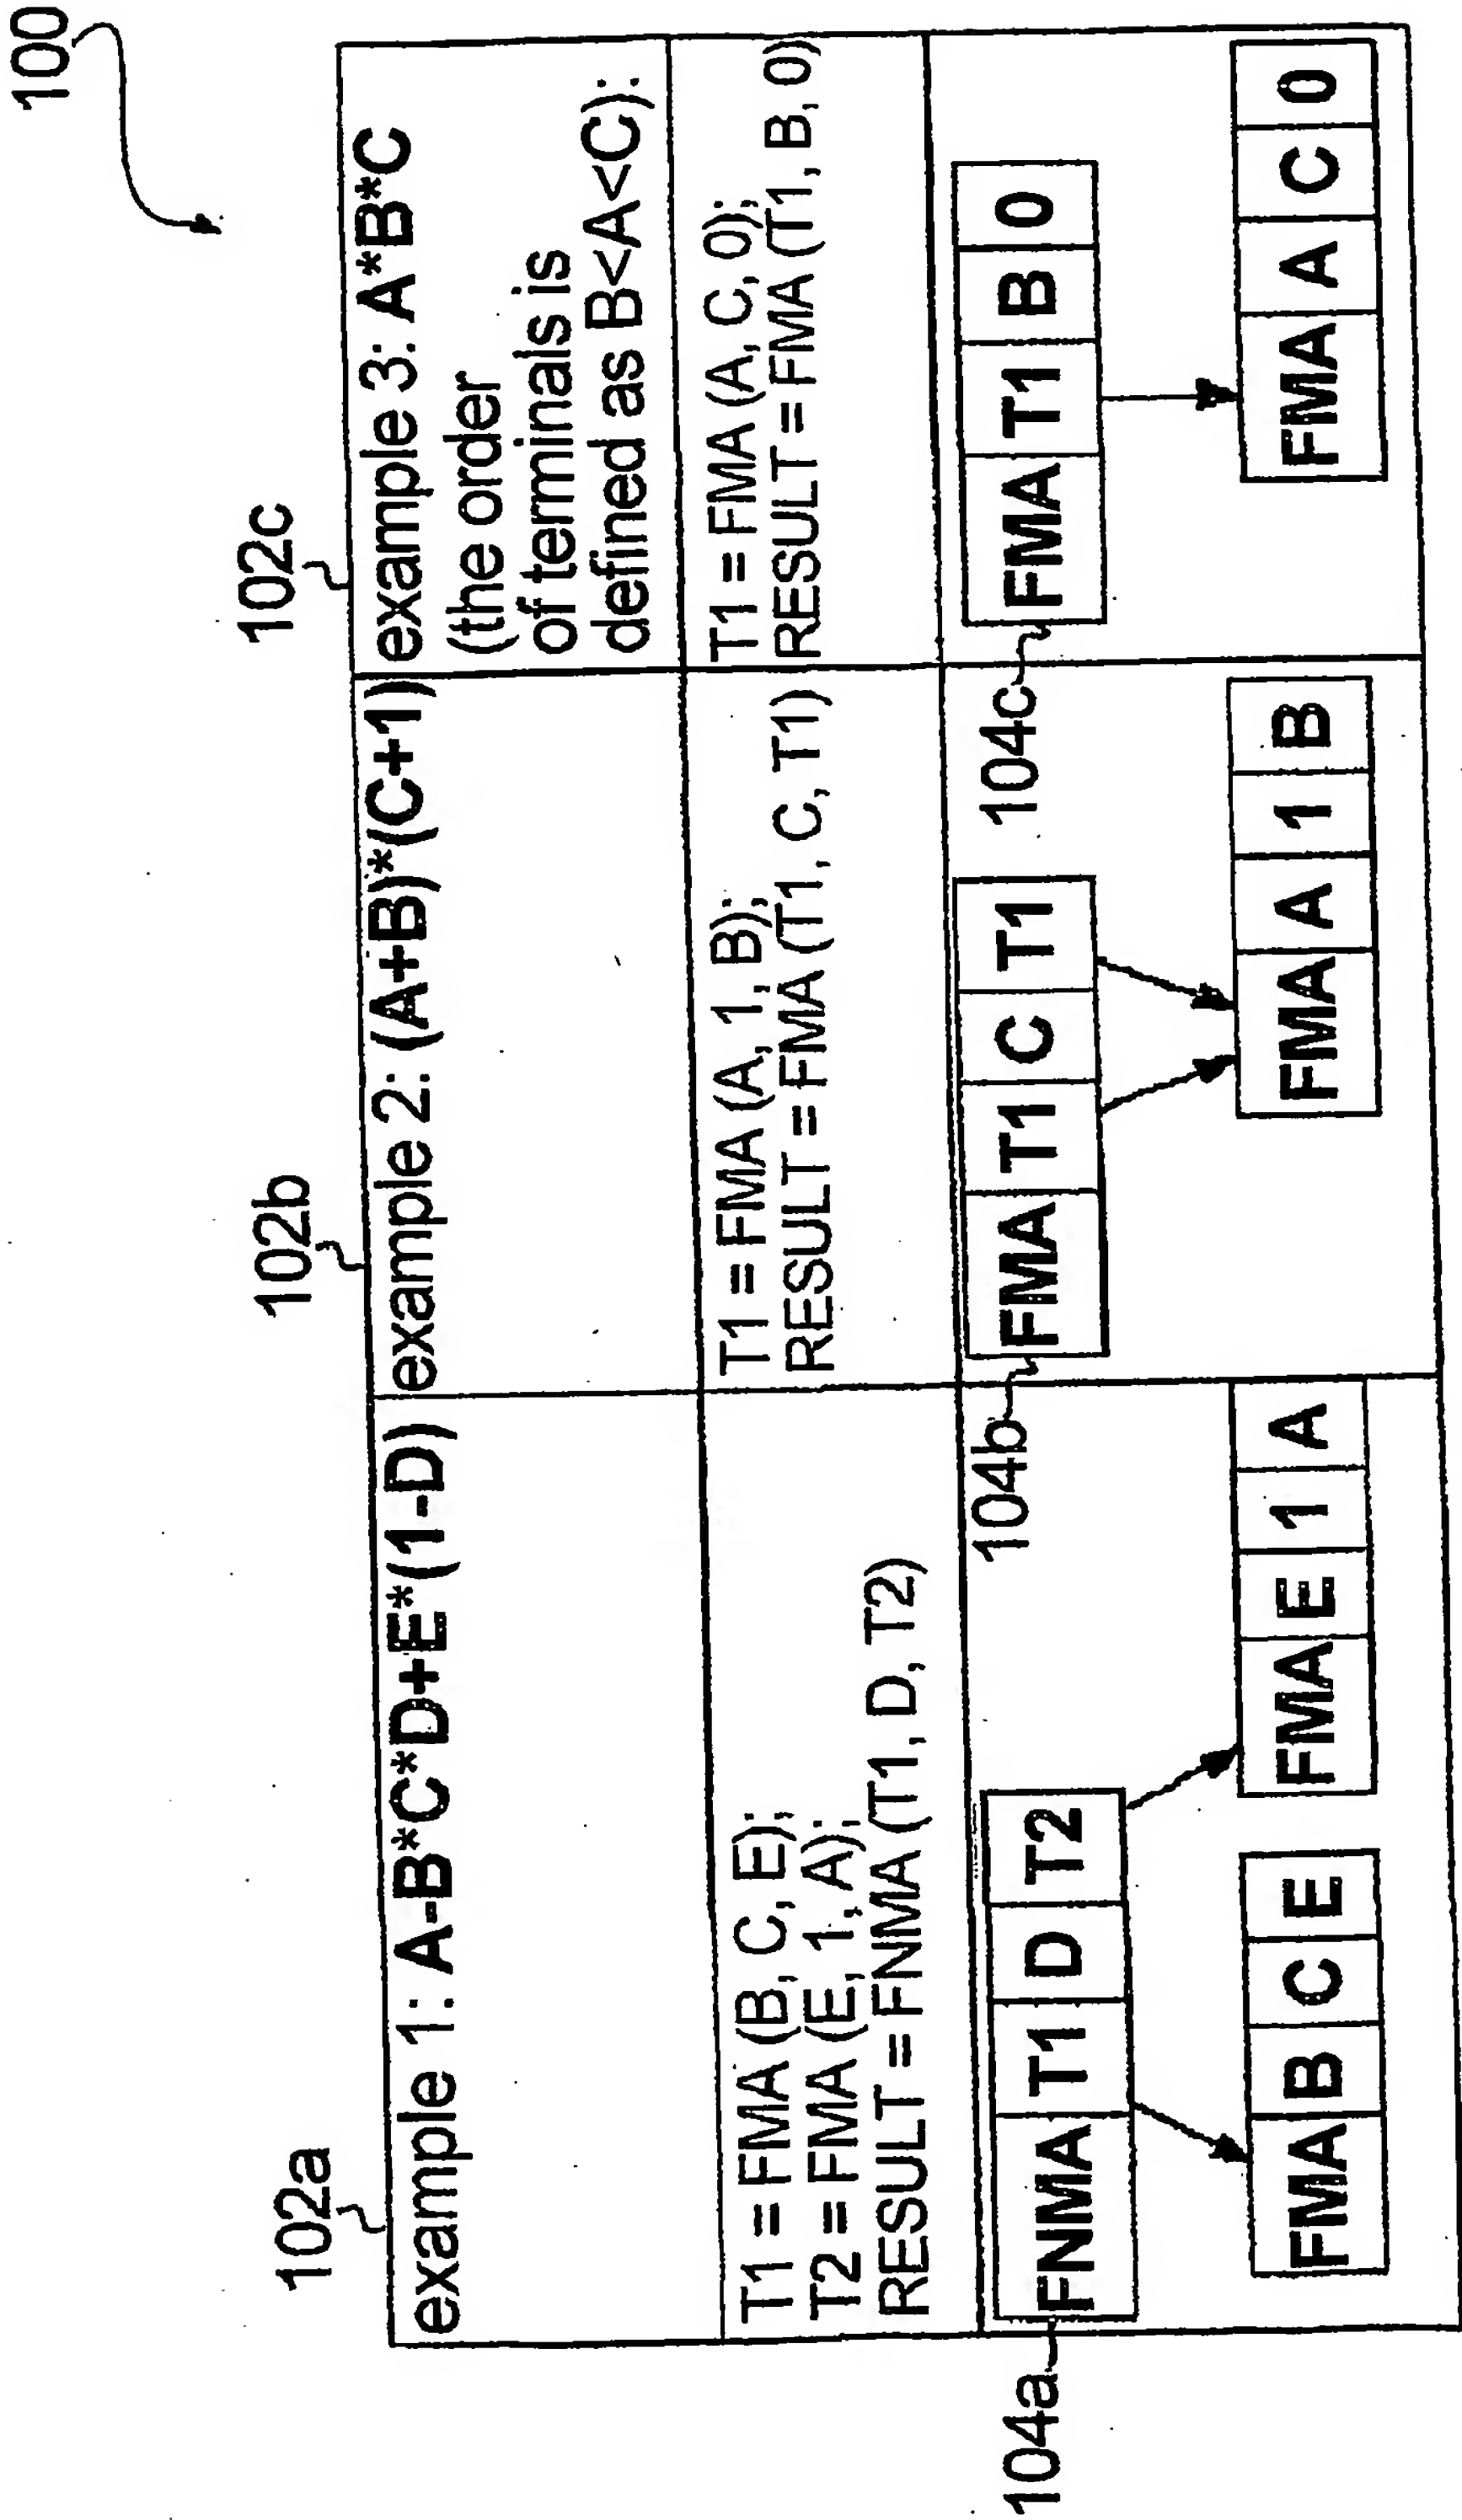 100
102a
102b
102c
example 1: A-B*C*D+E*(1-D)
example 2: (A+B)*(C+1)
example 3: A*B*C
(the order
of terminals is
defined as B<A<C):
T1 = FMA (B, C, E);
T2 = FMA (E, 1, A);
RESULT = FNMA (T1, D, T2)
T1 = FMA (A, 1, B);
RESULT = FMA (T1, C, T1)
T1 = FMA (A, C, 0);
RESULT = FMA (T1, B, 0)
104a
FNMA T1 D T2
FMA B C E
FMA E 1 A
104b
FMA T1 C T1
FMA A 1 B
104c
FMA T1 B 0
FMA A C 0